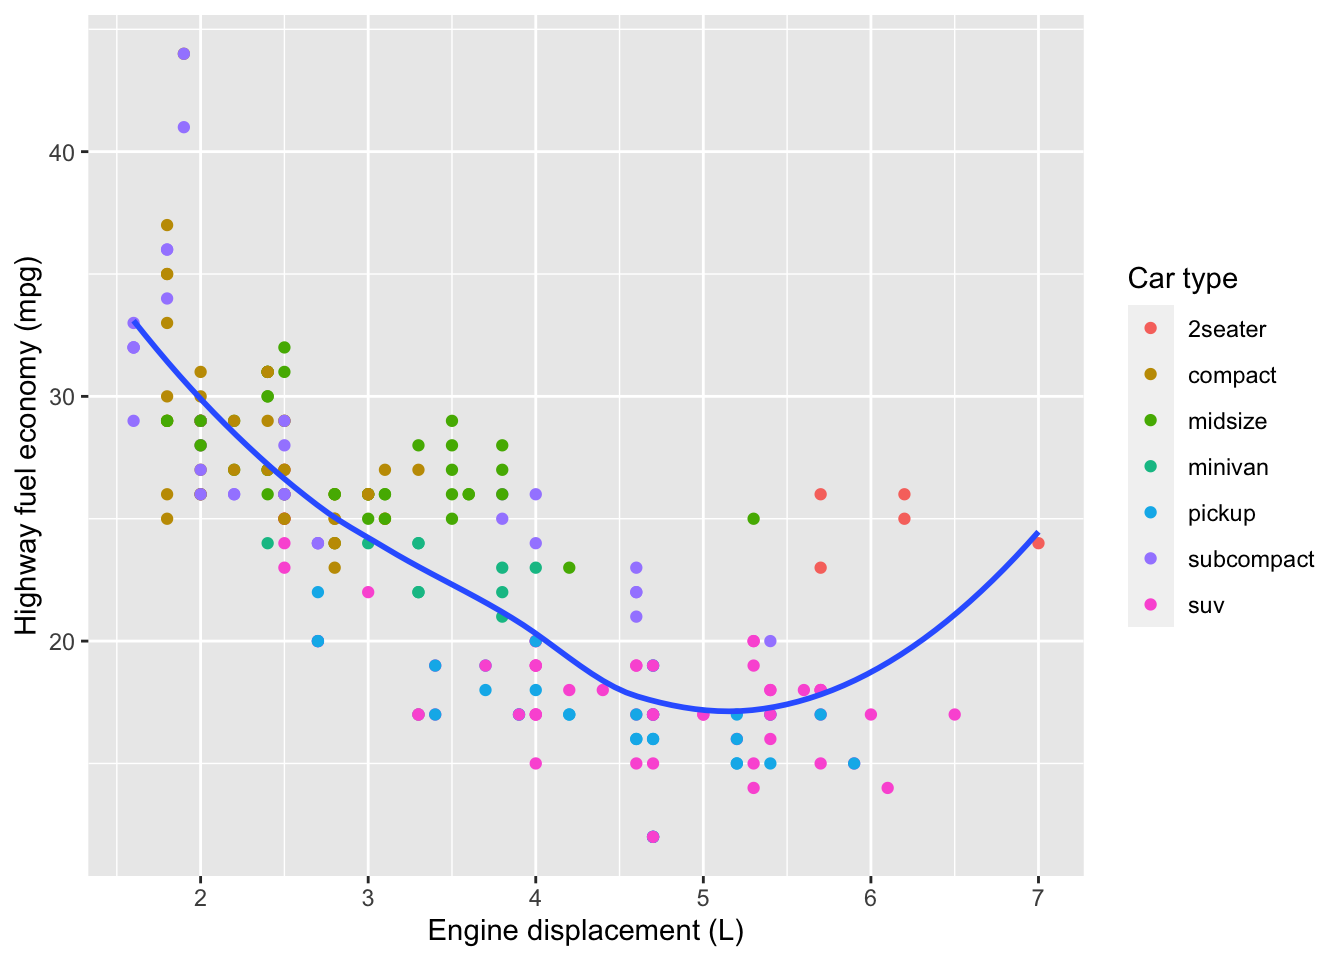 40
30
20
Highway fuel economy (mpg)
2 3 4 5 6 7
Engine displacement (L)
Car type
2seater
compact
midsize
minivan
pickup
subcompact
suv